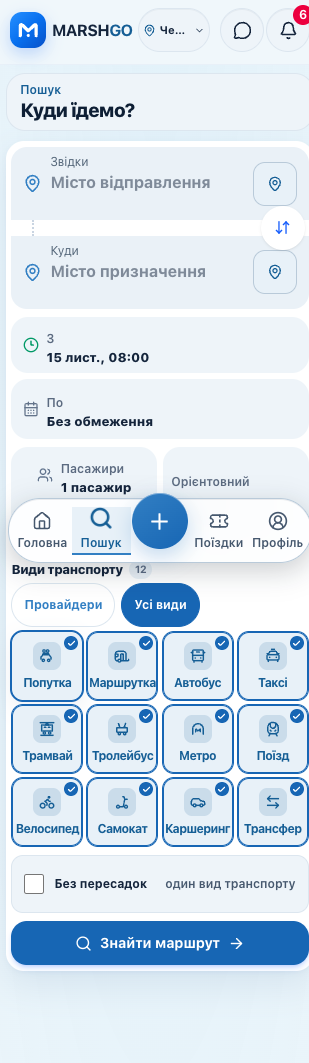 MARSHGO
Че...
6
Пошук
Куди їдемо?
Звідки
Місто відправлення
Куди
Місто призначення
З
15 лист., 08:00
По
Без обмеження
Пасажири
1 пасажир
Орієнтовний
Головна
Пошук
Поїздки
Профіль
Види транспорту 12
Провайдери
Усі види
Попутка
Маршрутка
Автобус
Таксі
Трамвай
Тролейбус
Метро
Поїзд
Велосипед
Самокат
Каршеринг
Трансфер
Без пересадок
один вид транспорту
Знайти маршрут